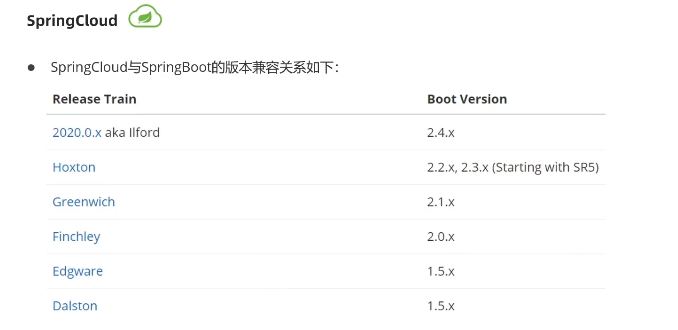 SpringCloud
● SpringCloud与SpringBoot的版本兼容关系如下：
Release Train Boot Version
2020.0.x aka Ilford 2.4.x
Hoxton 2.2.x, 2.3.x (Starting with SR5)
Greenwich 2.1.x
Finchley 2.0.x
Edgware 1.5.x
Dalston 1.5.x